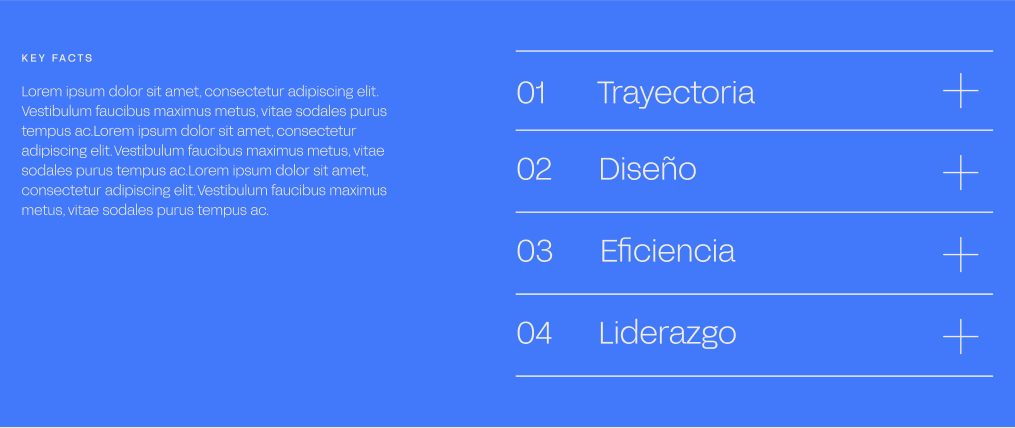 KEY FACTS
Lorem ipsum dolor sit amet, consectetur adipiscing elit.
Vestibulum faucibus maximus metus, vitae sodales purus
tempus ac.Lorem ipsum dolor sit amet, consectetur
adipiscing elit.Vestibulum faucibus maximus metus, vitae
sodales purus tempus ac.Lorem ipsum dolor sit amet,
consectetur adipiscing elit.Vestibulum faucibus maximus
metus, vitae sodales purus tempus ac.
01 Trayectoria
02 Diseño
03 Eficiencia
04 Liderazgo